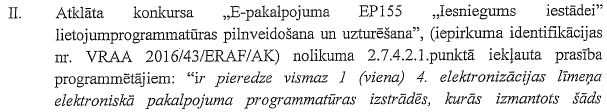 II. Atklāta konkursa „E-pakalpojuma EP155 „Iesniegums iestādei”
lietojumprogrammatūras pilnveidošana un uzturēšana”, (iepirkuma identifikācijas
nr. VRAA 2016/43/ERAF/AK) nolikuma 2.7.4.2.1.punktā iekļauta prasība
programmētājiem: “ir pieredze vismaz 1 (viena) 4. elektronizācijas līmeņa
elektroniskā pakalpojuma programmatūras izstrādēs, kurās izmantots šāds